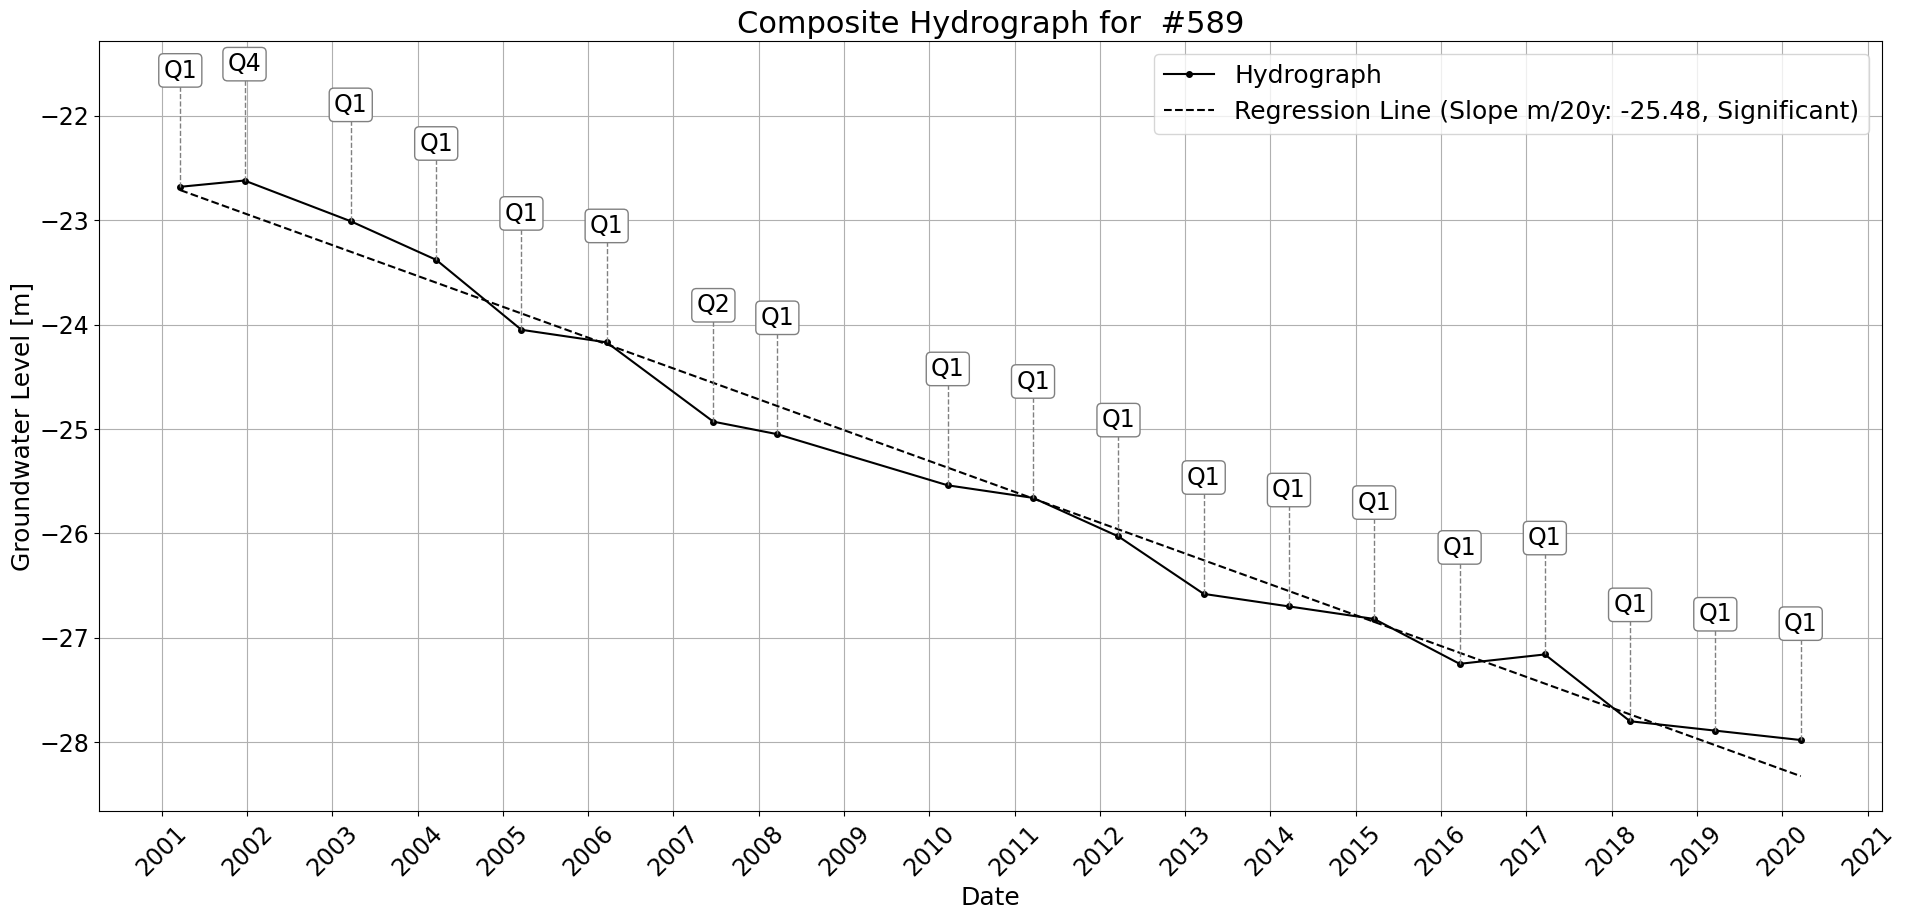 Composite Hydrograph for  #589
Hydrograph
Regression Line (Slope m/20y: -25.48, Significant)
Q1
Q4
Q1
Q1
Q1
Q1
Q2
Q1
Q1
Q1
Q1
Q1
Q1
Q1
Q1
Q1
Q1
Q1
Q1
Groundwater Level [m]
−22
−23
−24
−25
−26
−27
−28
2001
2002
2003
2004
2005
2006
2007
2008
2009
2010
2011
2012
2013
2014
2015
2016
2017
2018
2019
2020
2021
Date